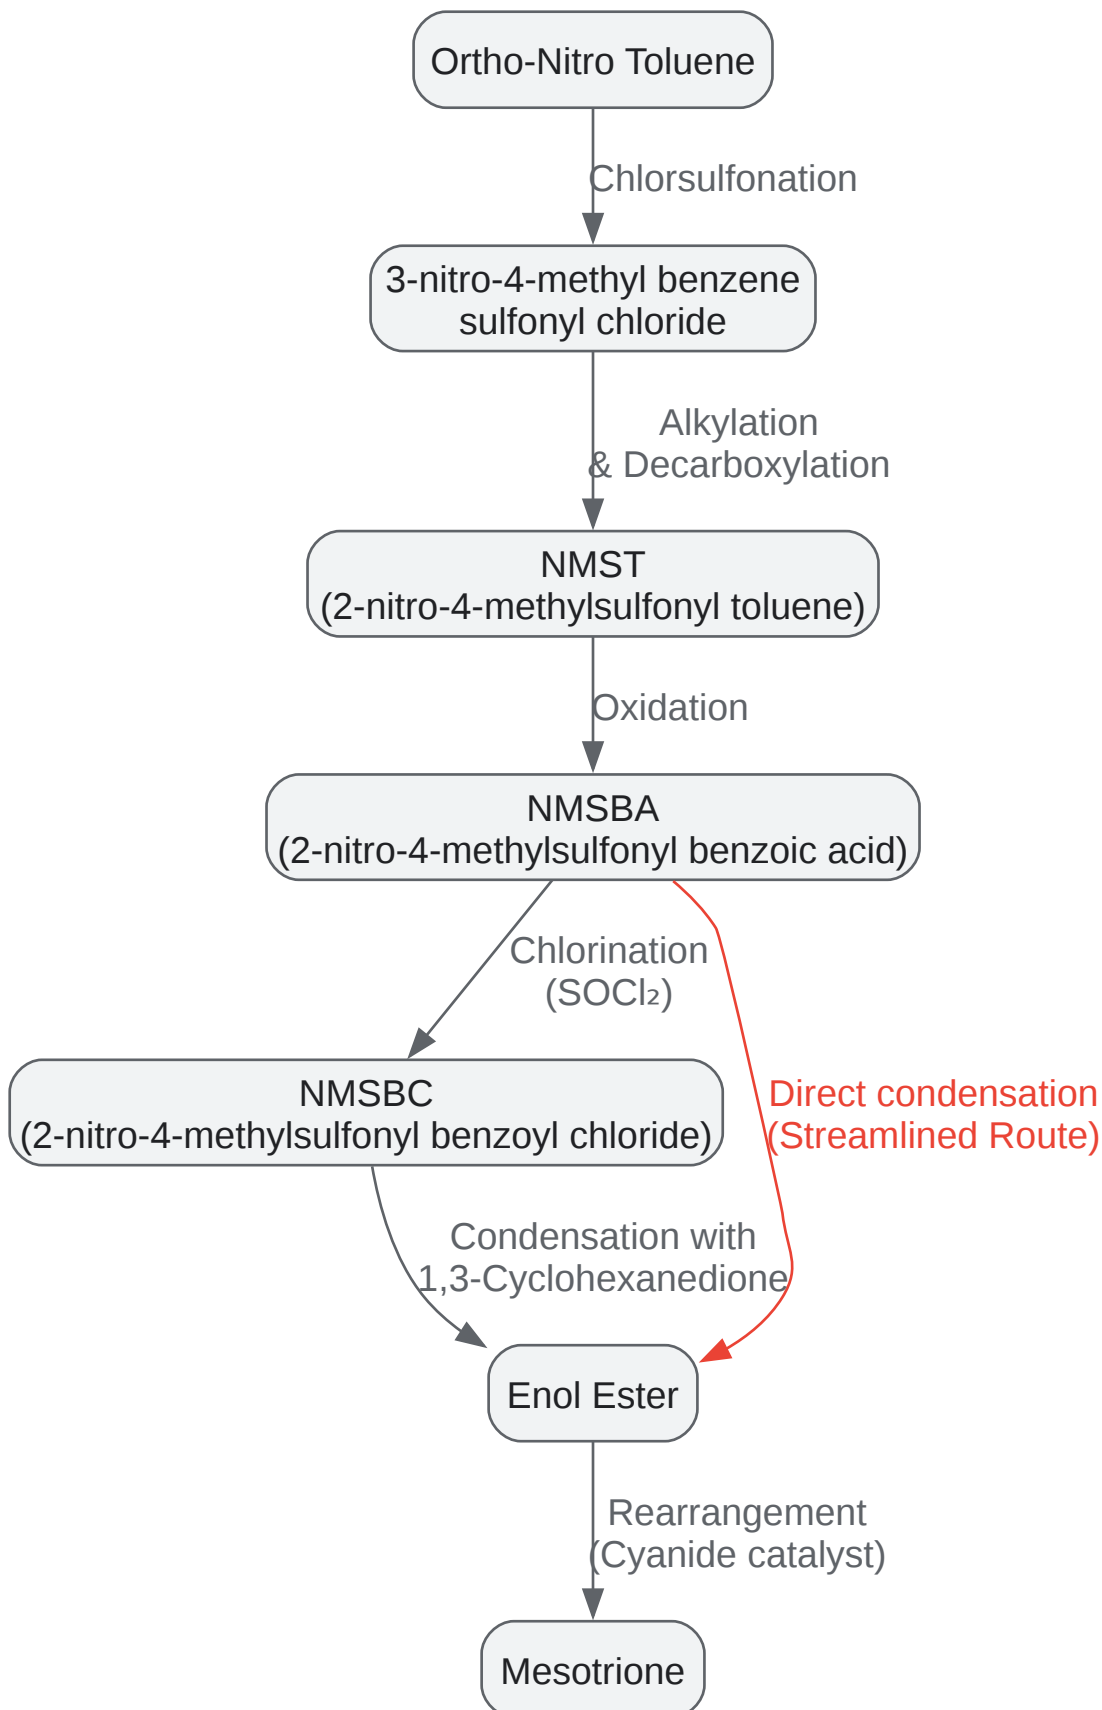 Ortho-Nitro Toluene
Chlorsulfonation
3-nitro-4-methyl benzene
sulfonyl chloride
Alkylation
& Decarboxylation
NMST
(2-nitro-4-methylsulfonyl toluene)
Oxidation
NMSBA
(2-nitro-4-methylsulfonyl benzoic acid)
Chlorination
(SOCl₂)
NMSBC
(2-nitro-4-methylsulfonyl benzoyl chloride)
Direct condensation
(Streamlined Route)
Condensation with
1,3-Cyclohexanedione
Enol Ester
Rearrangement
(Cyanide catalyst)
Mesotrione